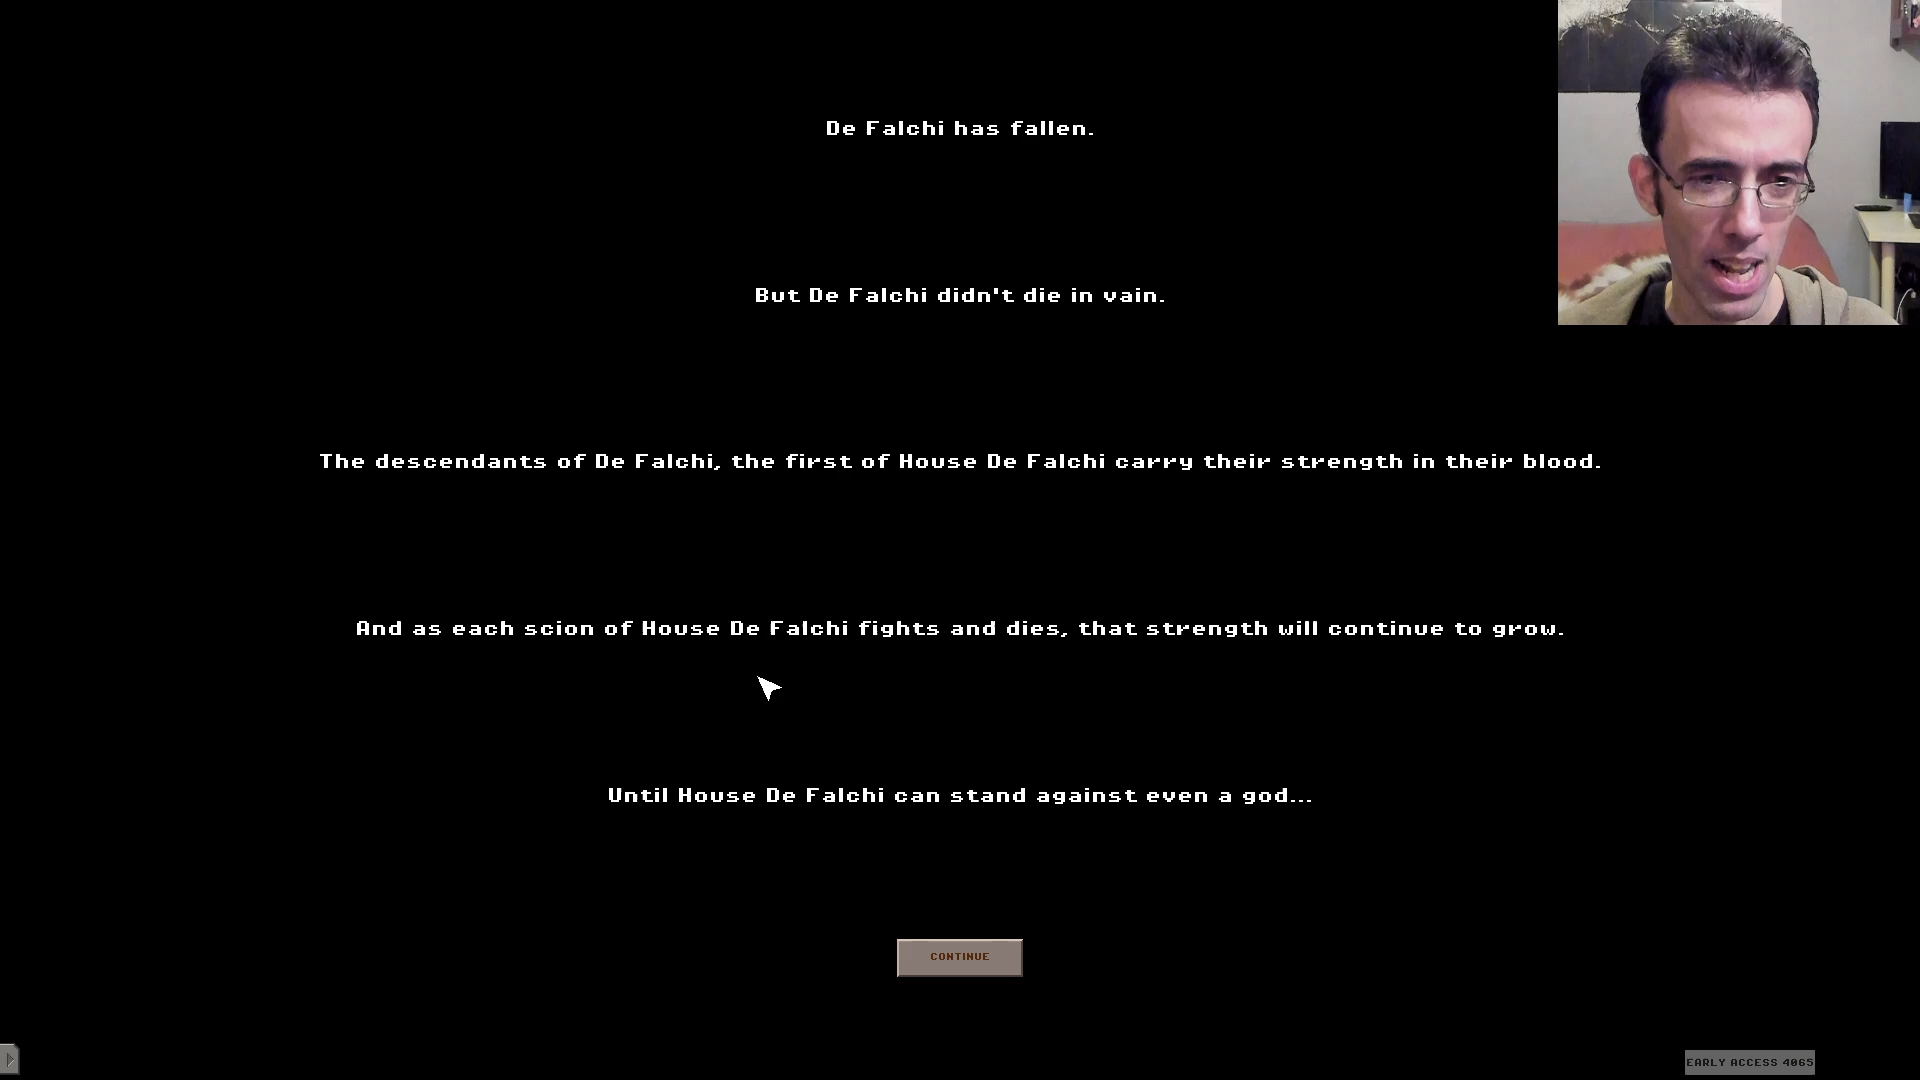 De Falchi has fallen.
But De Falchi didn't die in vain.
The descendants of De Falchi, the first of House De Falchi carry their strength in their blood.
And as each scion of House De Falchi fights and dies, that strength will continue to grow.
Until House De Falchi can stand against even a god...
CONTINUE
EARLY ACCESS 4065